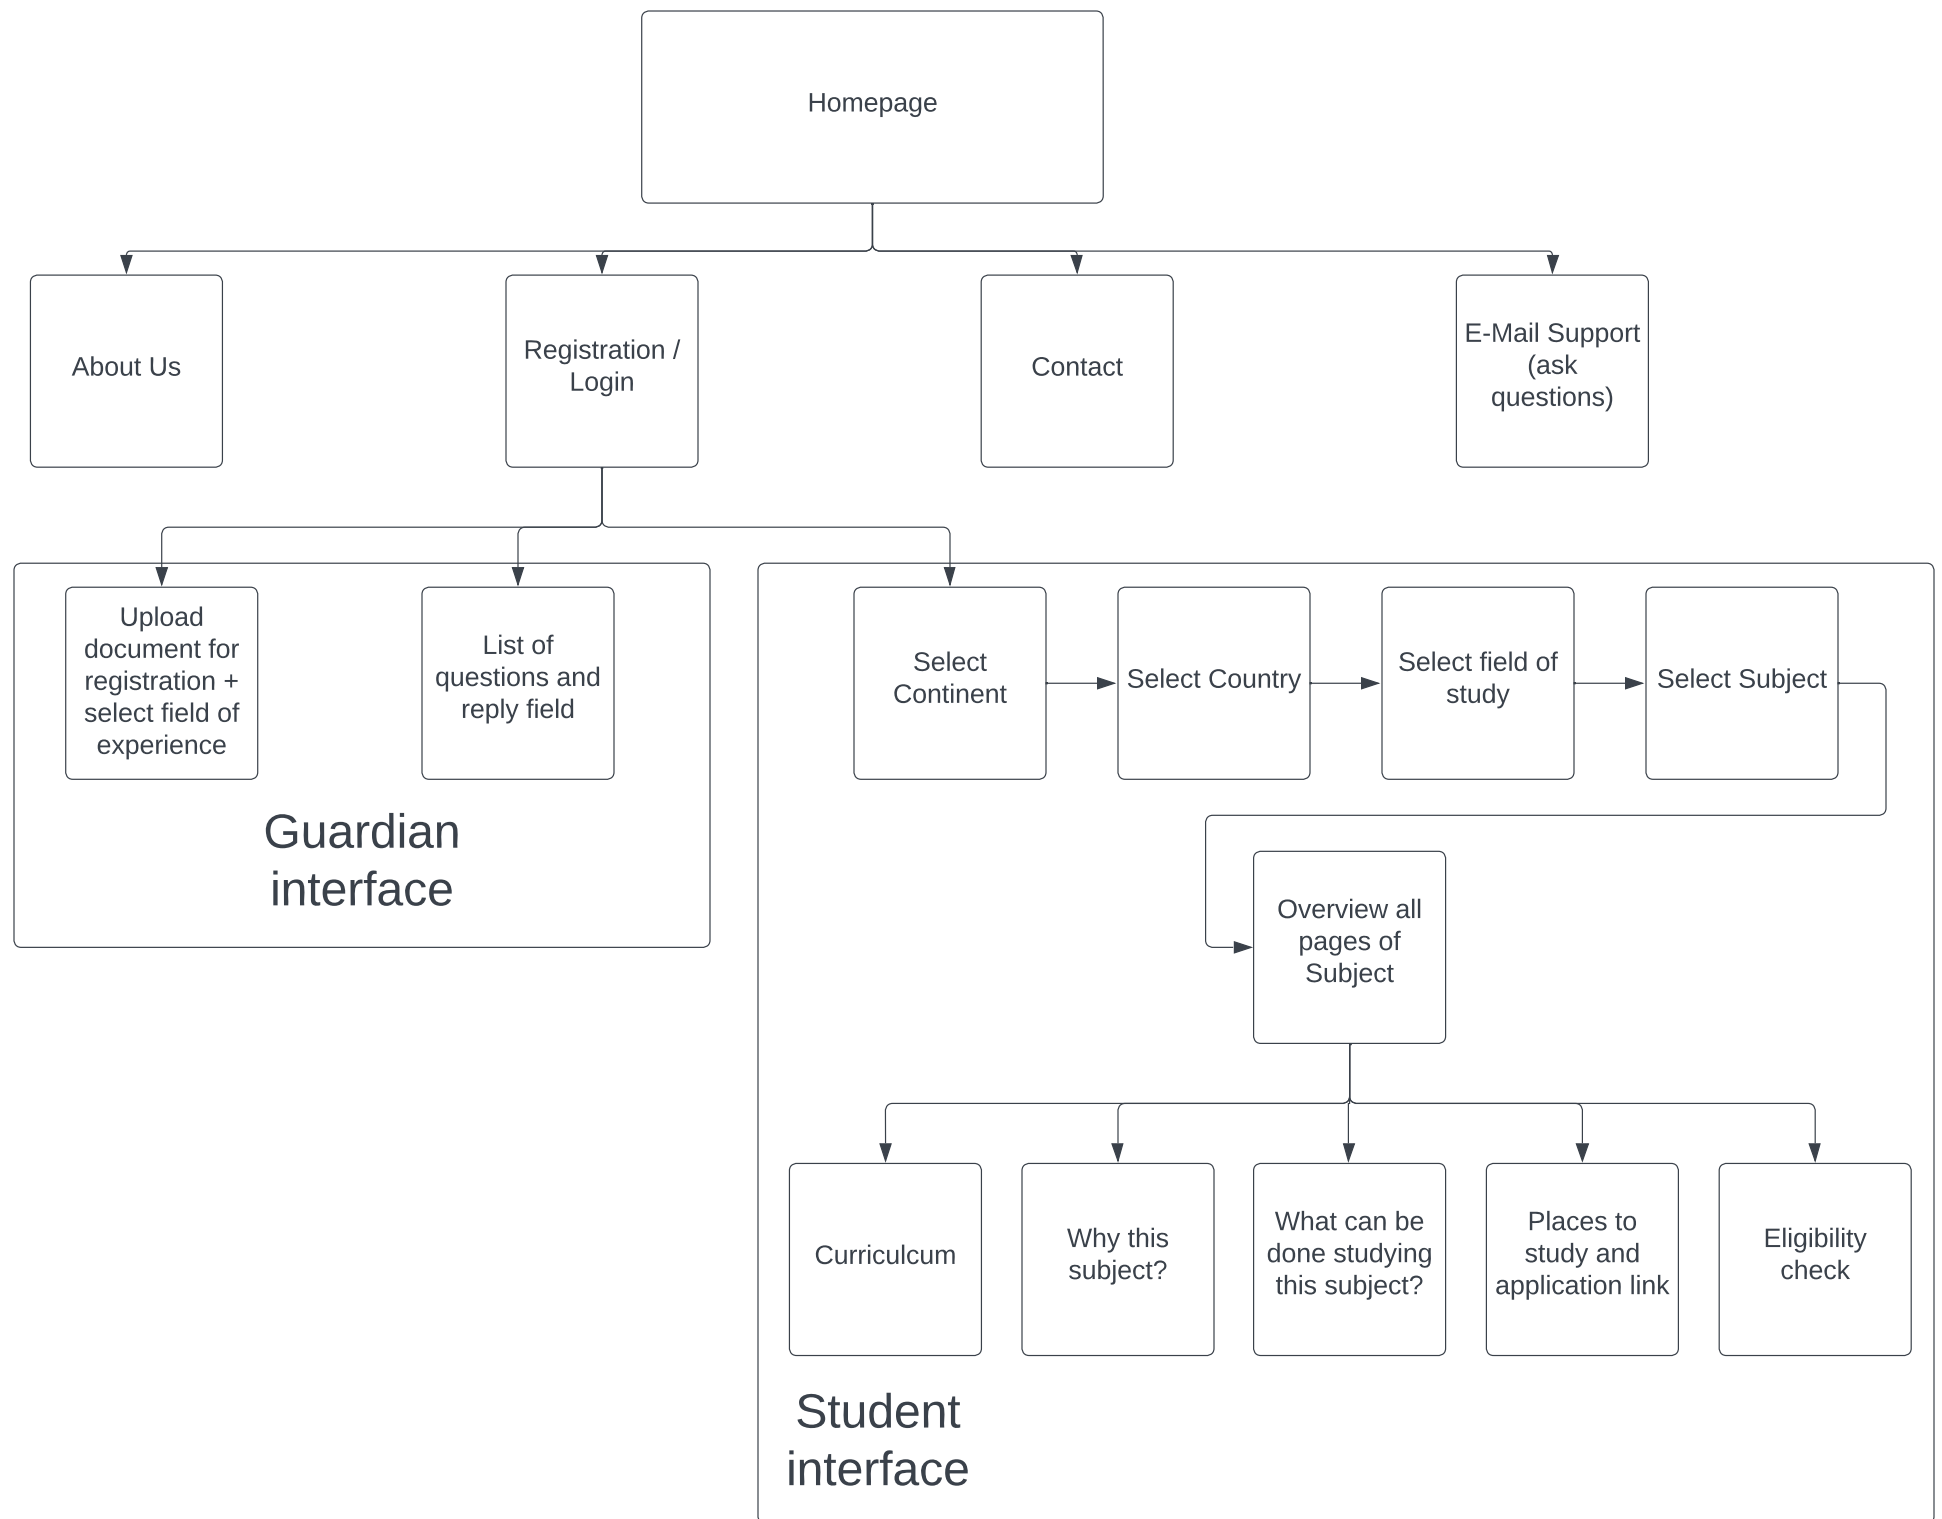 Homepage
About Us
Registration /
Login
Contact
E-Mail Support
(ask
questions)
Upload
document for
registration +
select field of
experience
List of
questions and
reply field
Guardian
interface
Select
Continent
Select Country
Select field of
study
Select Subject
Overview all
pages of
Subject
Curriculcum
Why this
subject?
What can be
done studying
this subject?
Places to
study and
application link
Eligibility
check
Student
interface